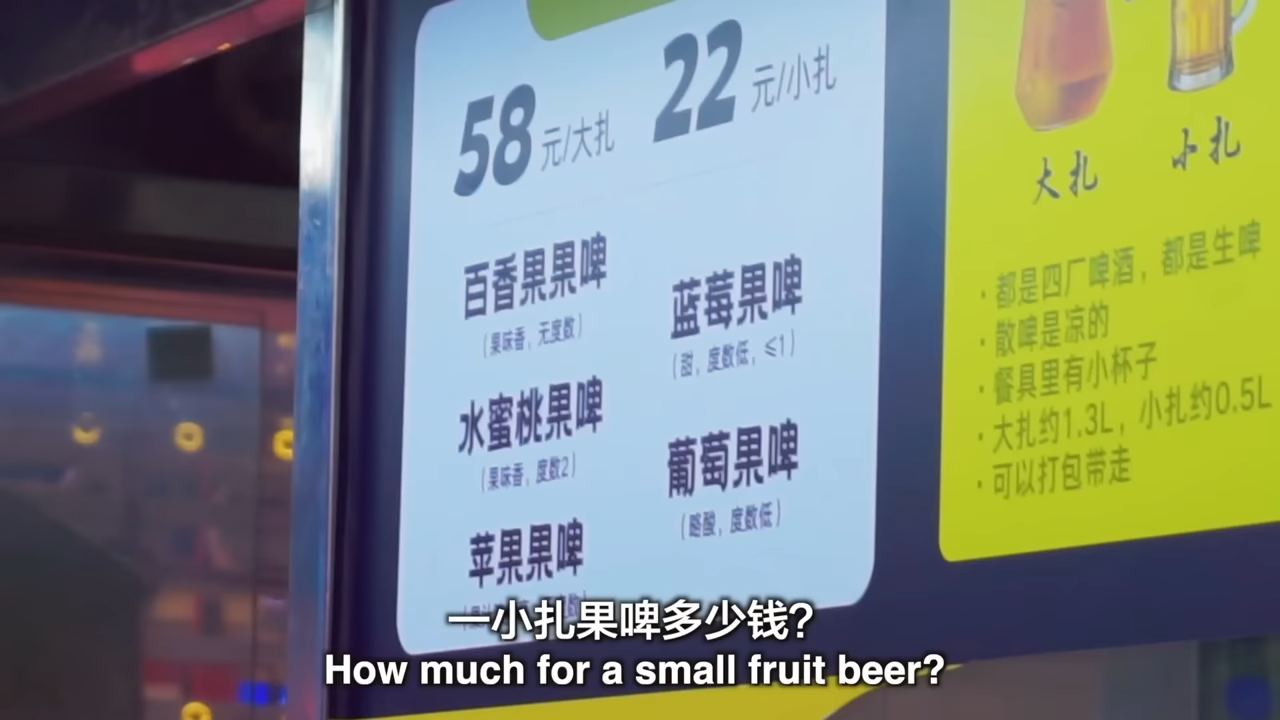 58元/大扎
22元/小扎
百香果果啤
（果味香，无度数）
水蜜桃果啤
（果味香，度数2）
苹果果啤
蓝莓果啤
（甜，度数低，≤1）
葡萄果啤
（略酸，度数低）
大扎
小扎
·都是四厂啤酒，都是生啤
·散啤是凉的
·餐具里有小杯子
·大扎约1.3L，小扎约0.5L
·可以打包带走
一小扎果啤多少钱？
How much for a small fruit beer?